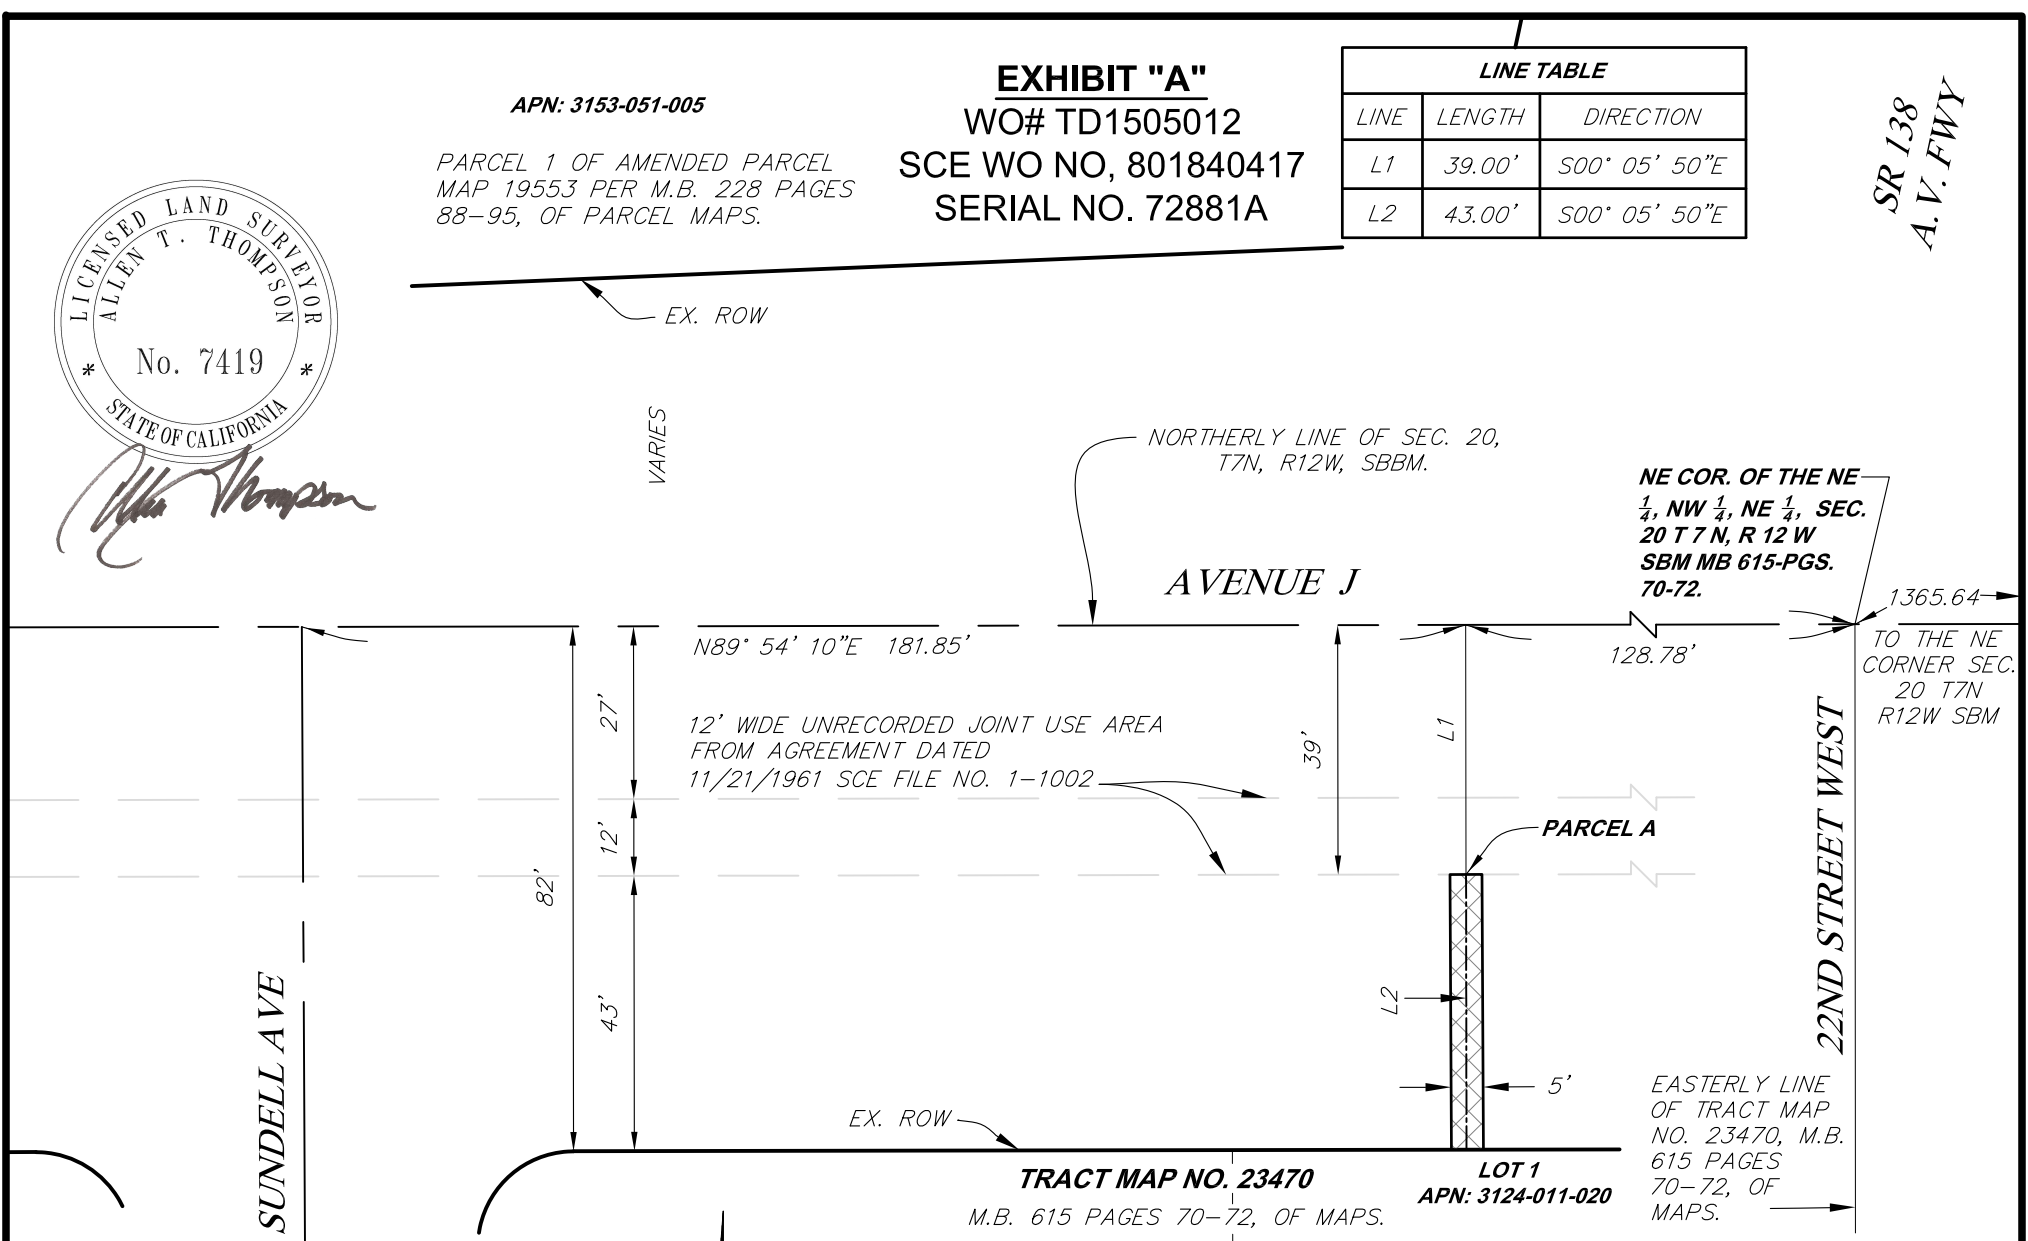 EXHIBIT "A"
WO# TD1505012
SCE WO NO, 801840417
SERIAL NO. 72881A
APN: 3153-051-005
PARCEL 1 OF AMENDED PARCEL
MAP 19553 PER M.B. 228 PAGES
88-95, OF PARCEL MAPS.
LINE TABLE
LINE LENGTH DIRECTION
L1 39.00' S00° 05' 50"E
L2 43.00' S00° 05' 50"E
SR 138
A.V. FWY
LICENSED LAND SURVEYOR
ALLEN T. THOMPSON
No. 7419
* *
STATE OF CALIFORNIA
Allen Thompson
EX. ROW
VARIES
NORTHERLY LINE OF SEC. 20,
T7N, R12W, SBBM.
NE COR. OF THE NE
1/4, NW 1/4, NE 1/4, SEC.
20 T 7 N, R 12 W
SBM MB 615-PGS.
70-72.
AVENUE J
1365.64
TO THE NE
CORNER SEC.
20 T7N
R12W SBM
N89° 54' 10"E 181.85'
128.78'
27'
12' WIDE UNRECORDED JOINT USE AREA
FROM AGREEMENT DATED
11/21/1961 SCE FILE NO. 1-1002
39'
L1
12'
PARCEL A
82'
43'
L2
5'
22ND STREET WEST
SUNDELL AVE
EX. ROW
EASTERLY LINE
OF TRACT MAP
NO. 23470, M.B.
615 PAGES
70-72, OF
MAPS.
TRACT MAP NO. 23470
M.B. 615 PAGES 70-72, OF MAPS.
LOT 1
APN: 3124-011-020